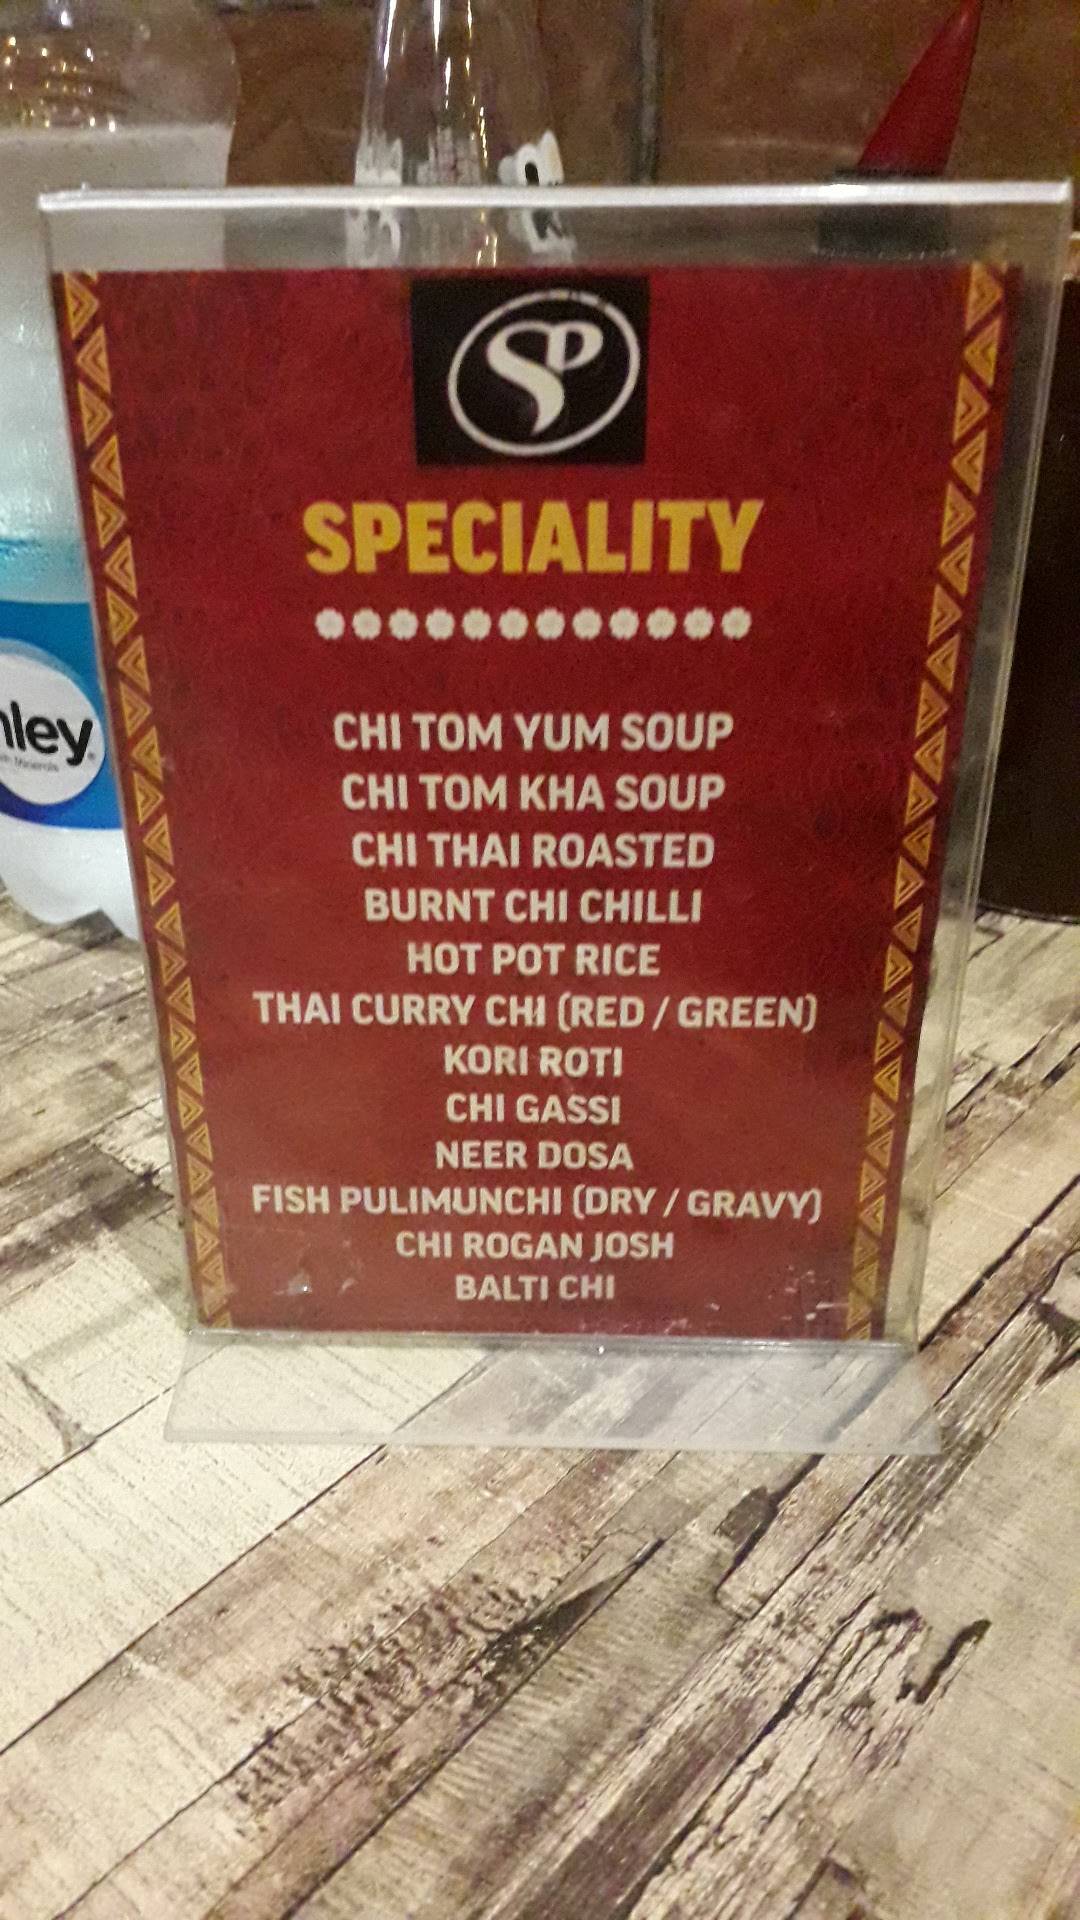 SP
SPECIALITY
CHI TOM YUM SOUP
CHI TOM KHA SOUP
CHI THAI ROASTED
BURNT CHI CHILLI
HOT POT RICE
THAI CURRY CHI (RED / GREEN)
KORI ROTI
CHI GASSI
NEER DOSA
FISH PULIMUNCHI (DRY / GRAVY)
CHI ROGAN JOSH
BALTI CHI
nley
Minerals